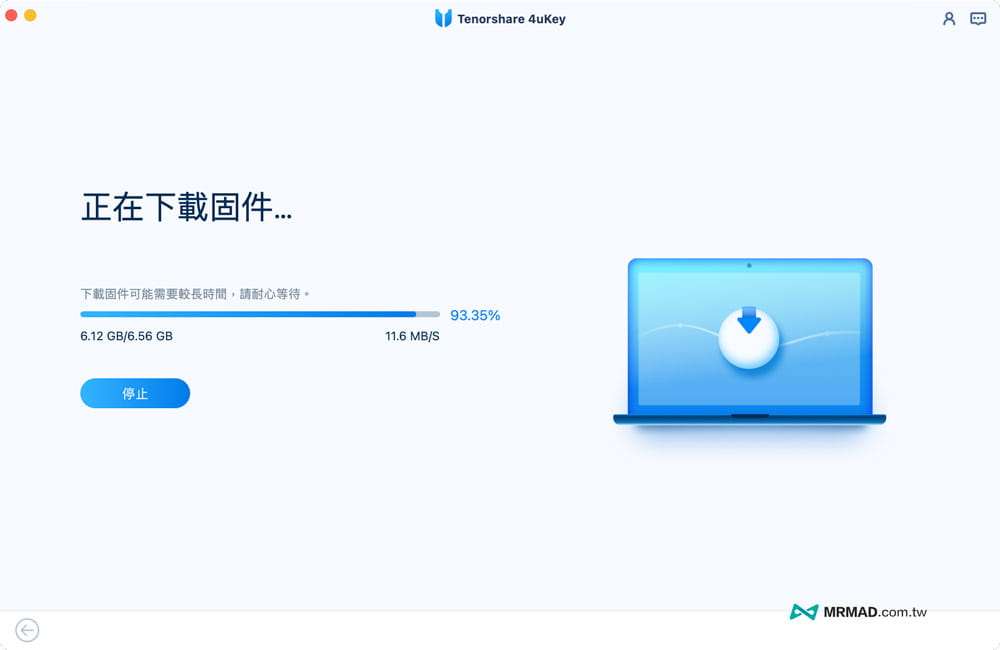 Tenorshare 4uKey
正在下載固件...
下載固件可能需要較長時間，請耐心等待。
93.35%
6.12 GB/6.56 GB
11.6 MB/S
停止
MRMAD.com.tw